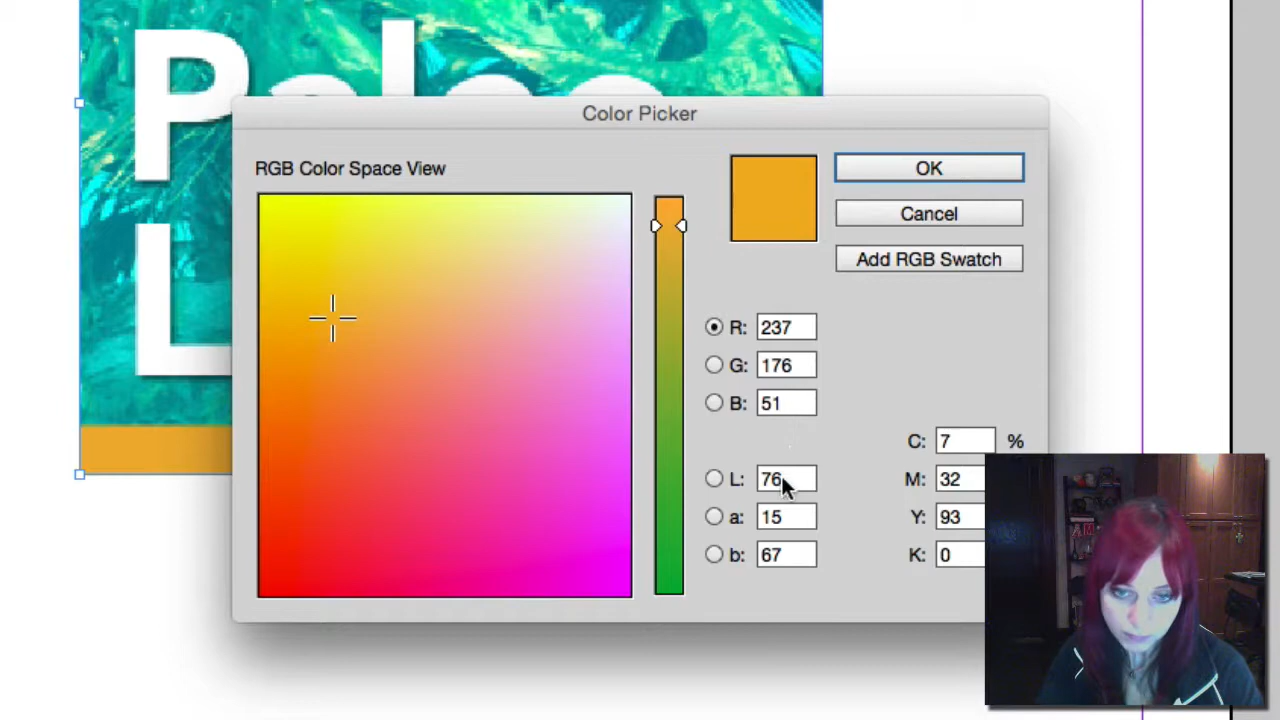 Paleo
L
Color Picker
RGB Color Space View
OK
Cancel
Add RGB Swatch
R: 237
G: 176
B: 51
C: 7 %
L: 76 M: 32
a: 15 Y: 93
b: 67 K: 0